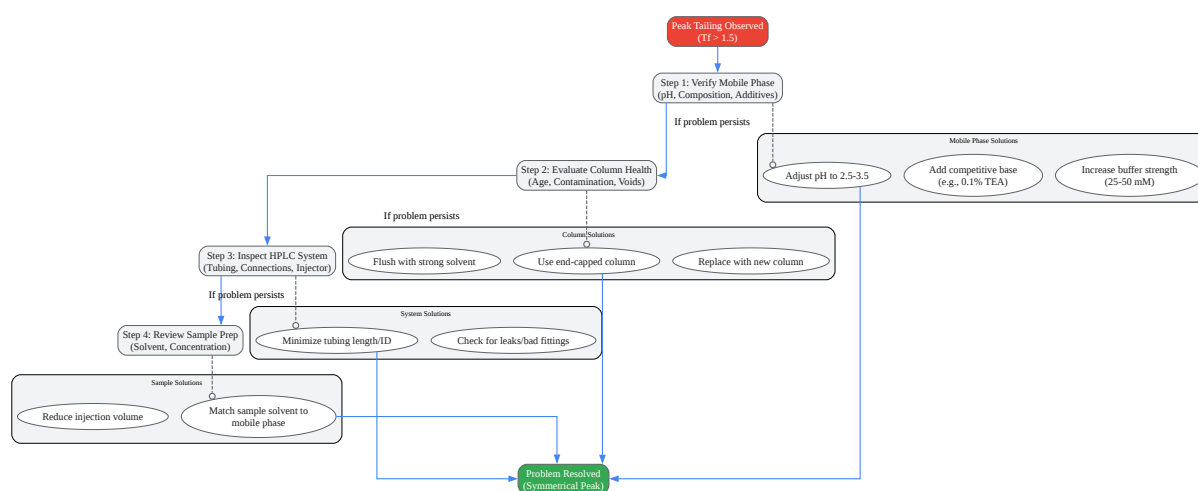 Peak Tailing Observed
(Tf > 1.5)
Step 1: Verify Mobile Phase
(pH, Composition, Additives)
If problem persists
Mobile Phase Solutions
Adjust pH to 2.5-3.5
Add competitive base
(e.g., 0.1% TEA)
Increase buffer strength
(25-50 mM)
Step 2: Evaluate Column Health
(Age, Contamination, Voids)
If problem persists
Column Solutions
Flush with strong solvent
Use end-capped column
Replace with new column
Step 3: Inspect HPLC System
(Tubing, Connections, Injector)
If problem persists
System Solutions
Minimize tubing length/ID
Check for leaks/bad fittings
Step 4: Review Sample Prep
(Solvent, Concentration)
Sample Solutions
Reduce injection volume
Match sample solvent to
mobile phase
Problem Resolved
(Symmetrical Peak)